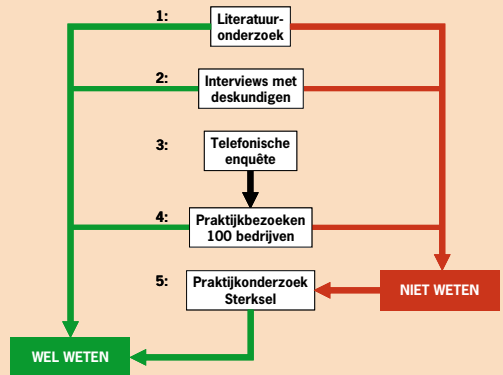 1:
Literatuur-
onderzoek
2:
Interviews met
deskundigen
3:
Telefonische
enquête
4:
Praktijkbezoeken
100 bedrijven
5:
Praktijkonderzoek
Sterksel
NIET WETEN
WEL WETEN